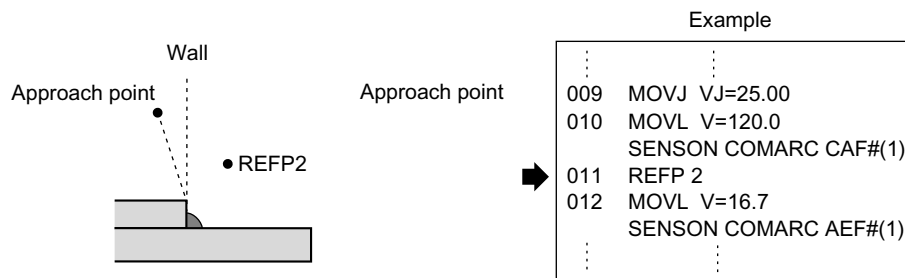 Wall
Approach point
REFP2
Approach point
Example
009 MOVJ VJ=25.00
010 MOVL V=120.0
SENSON COMARC CAF#(1)
011 REFP 2
012 MOVL V=16.7
SENSON COMARC AEF#(1)